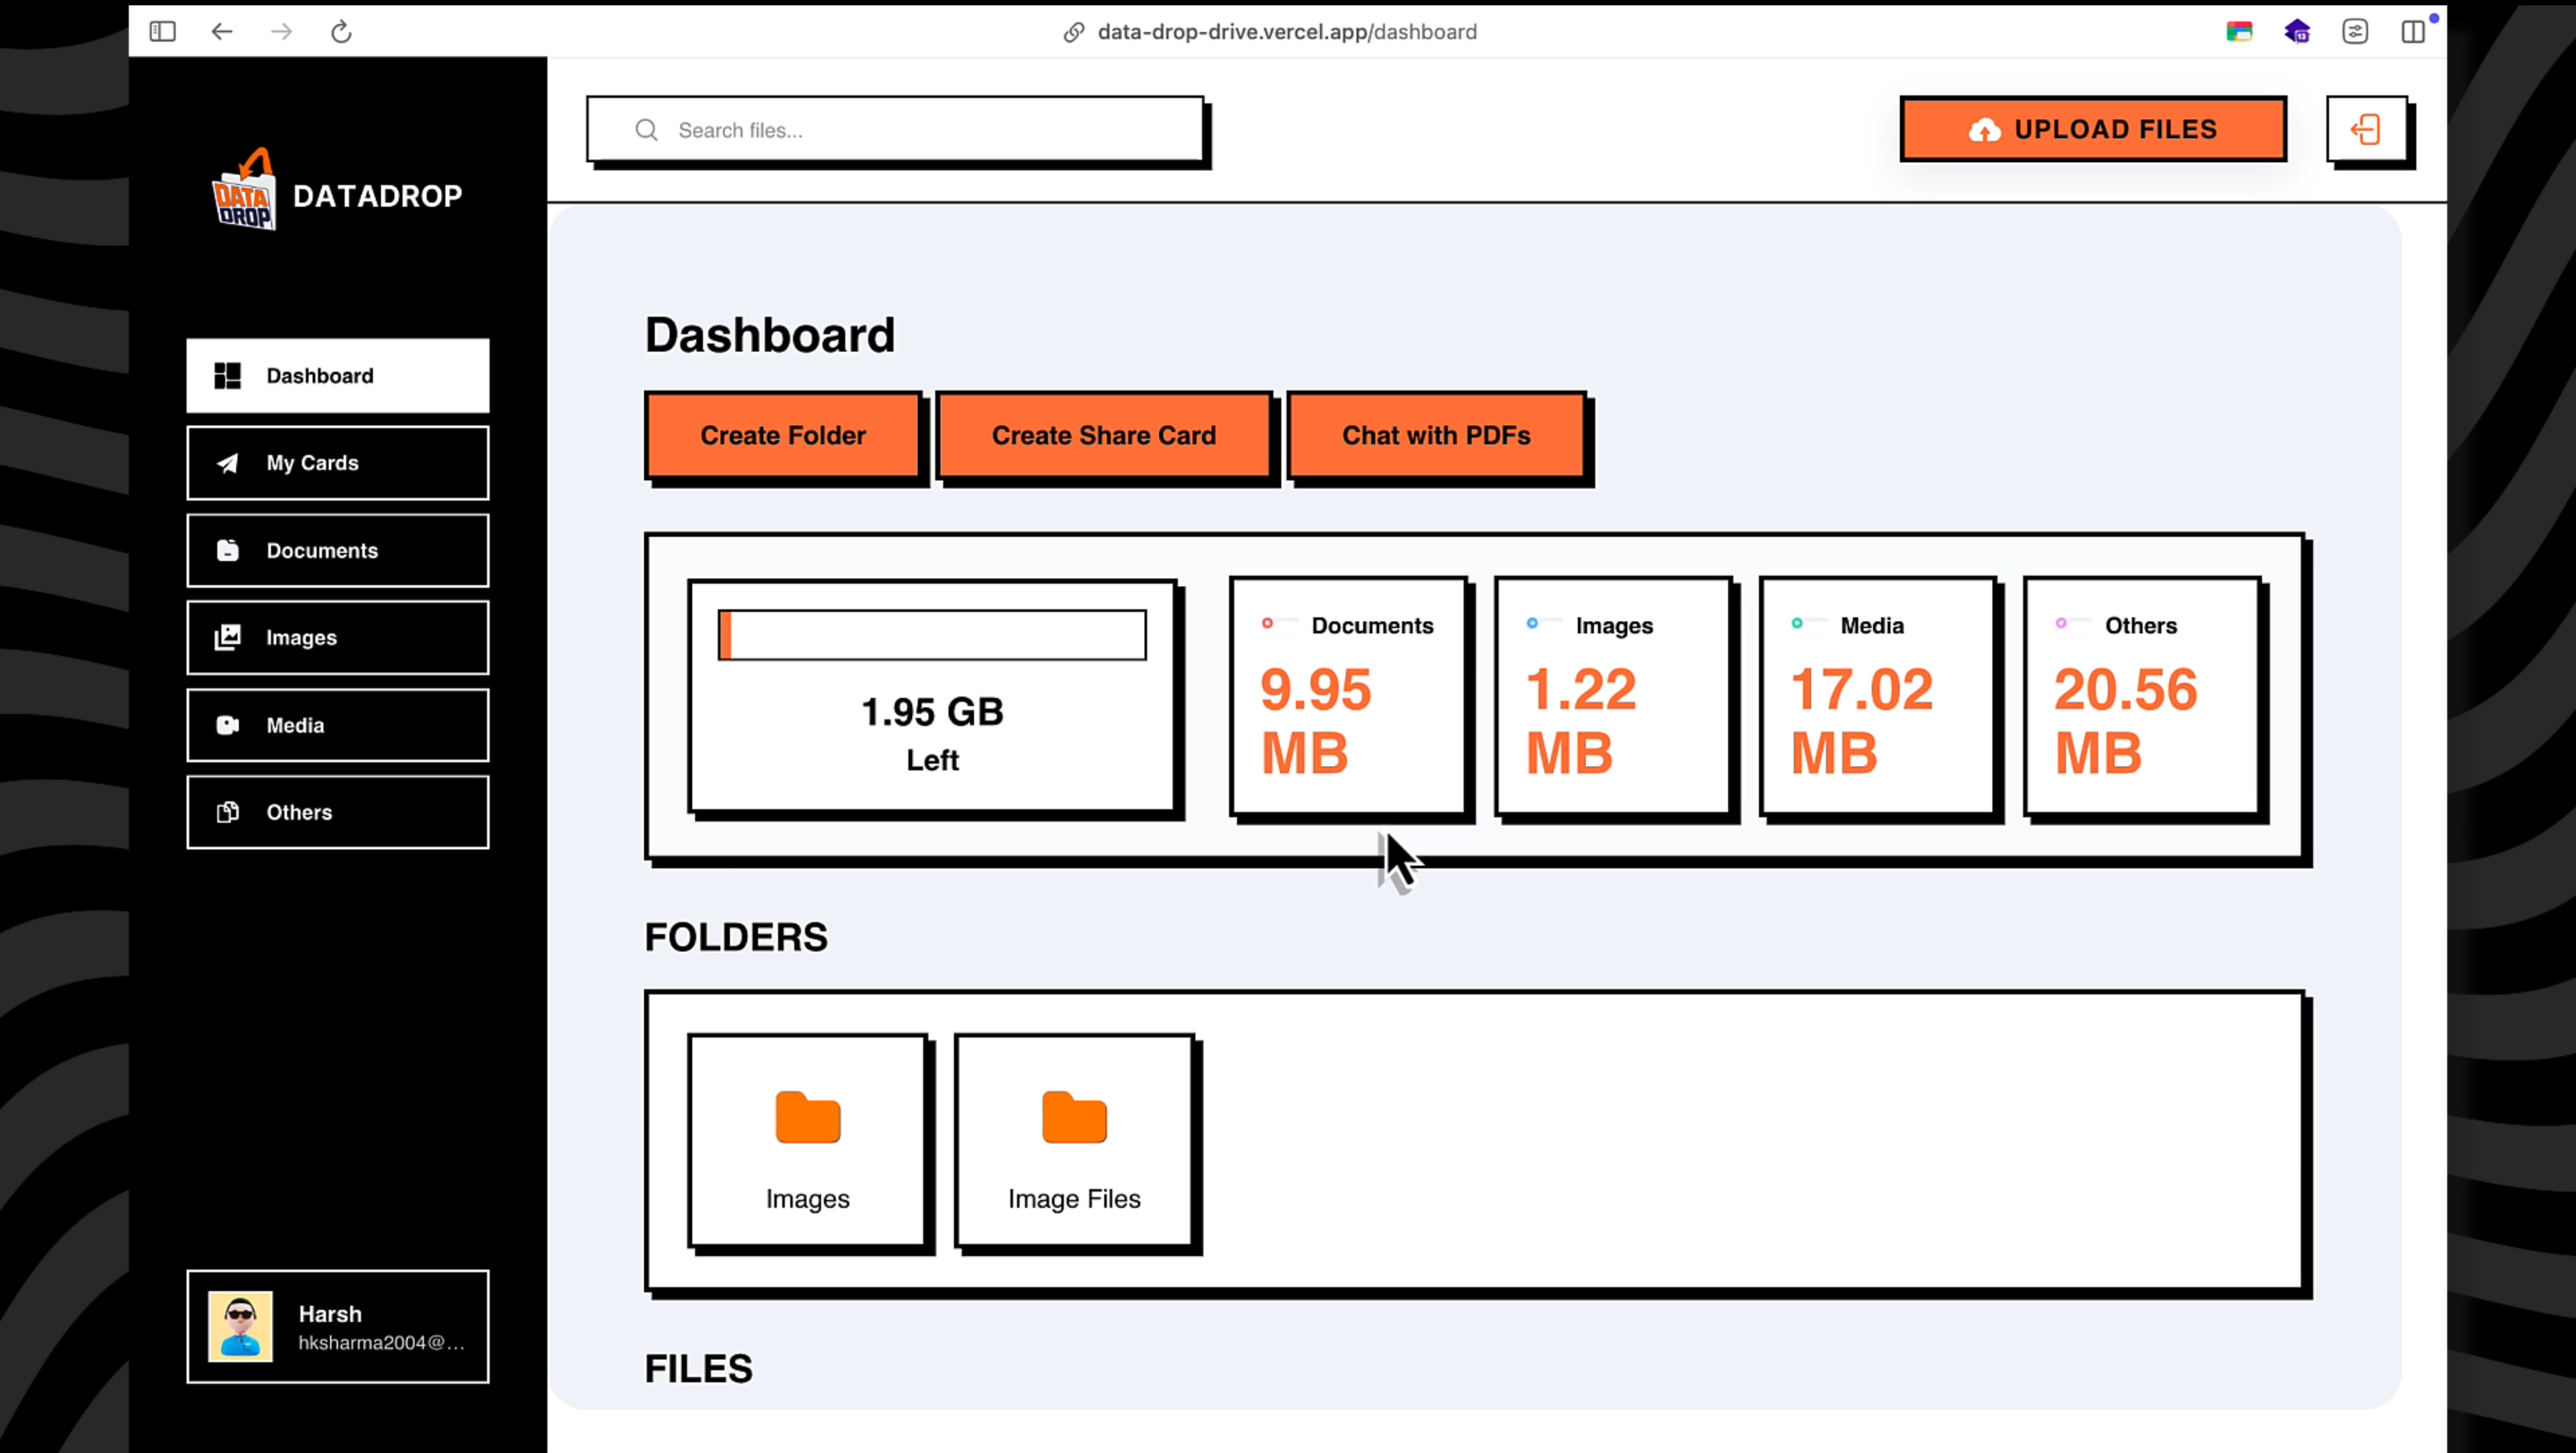 data-drop-drive.vercel.app/dashboard
DATA
DROP
DATADROP
Search files...
UPLOAD FILES
Dashboard
My Cards
Documents
Images
Media
Others
Harsh
hksharma2004@...
Dashboard
Create Folder
Create Share Card
Chat with PDFs
1.95 GB
Left
Documents
9.95
MB
Images
1.22
MB
Media
17.02
MB
Others
20.56
MB
FOLDERS
Images
Image Files
FILES